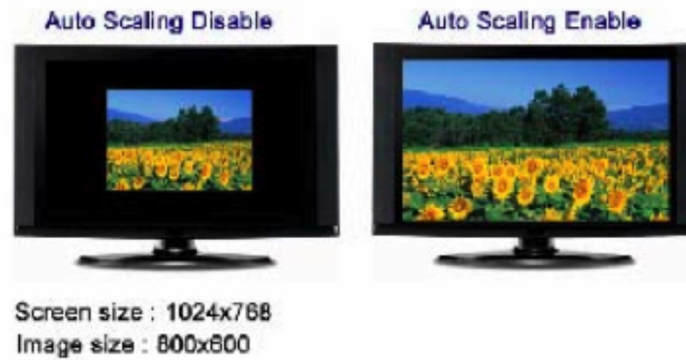 Auto Scaling Disable
Auto Scaling Enable
Screen size : 1024x768
Image size : 800x600